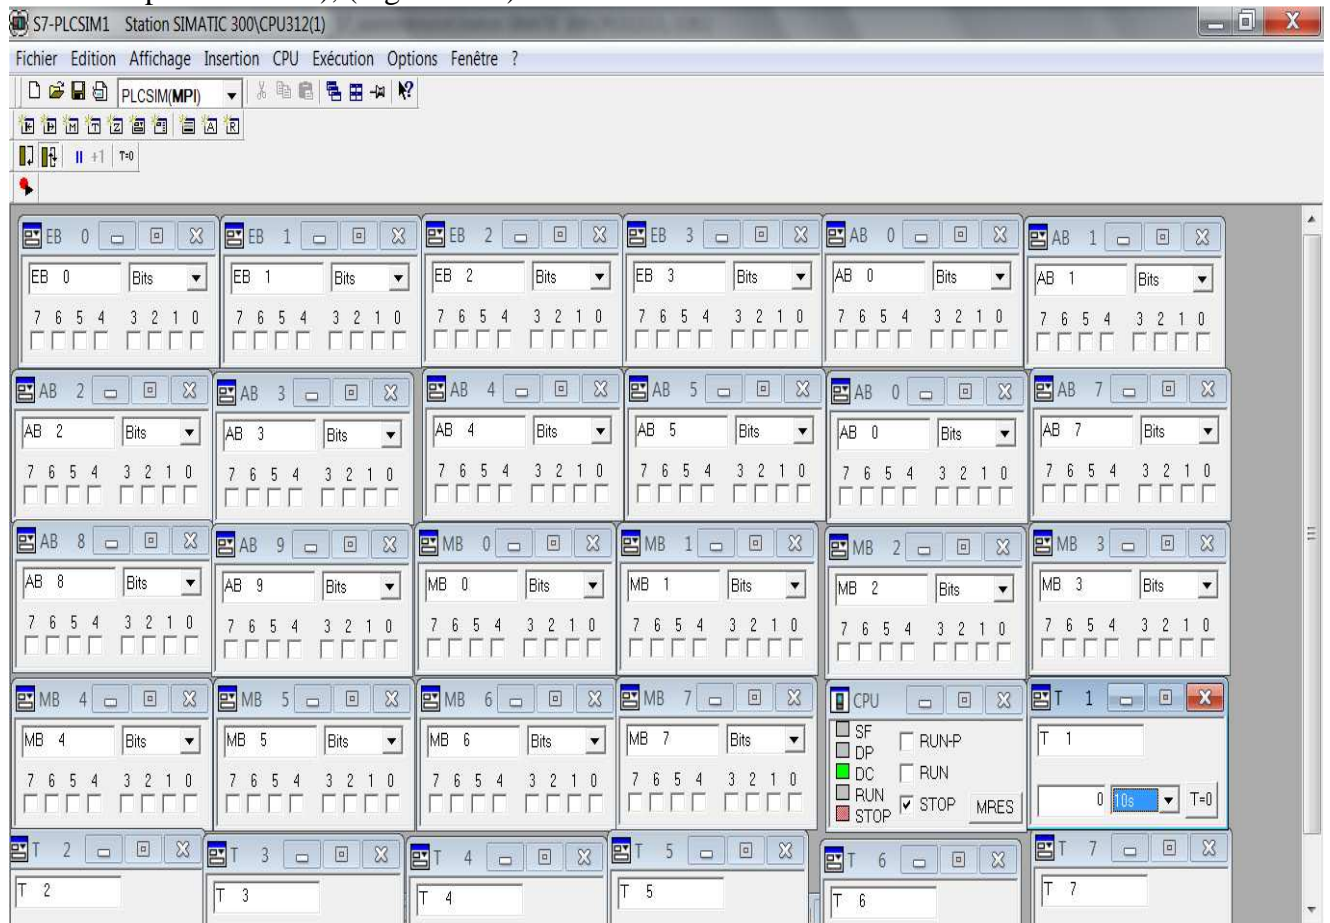 S7-PLCSIM1 Station SIMATIC 300\CPU312(1)
Fichier Edition Affichage Insertion CPU Exécution Options Fenêtre ?
PLCSIM(MPI)
+1 T=0
EB 0 EB 1 EB 2 EB 3 AB 0 AB 1
EB 0 Bits EB 1 Bits EB 2 Bits EB 3 Bits AB 0 Bits AB 1 Bits
7 6 5 4 3 2 1 0 7 6 5 4 3 2 1 0 7 6 5 4 3 2 1 0 7 6 5 4 3 2 1 0 7 6 5 4 3 2 1 0 7 6 5 4 3 2 1 0
AB 2 AB 3 AB 4 AB 5 AB 0 AB 7
AB 2 Bits AB 3 Bits AB 4 Bits AB 5 Bits AB 0 Bits AB 7 Bits
7 6 5 4 3 2 1 0 7 6 5 4 3 2 1 0 7 6 5 4 3 2 1 0 7 6 5 4 3 2 1 0 7 6 5 4 3 2 1 0 7 6 5 4 3 2 1 0
AB 8 AB 9 MB 0 MB 1 MB 2 MB 3
AB 8 Bits AB 9 Bits MB 0 Bits MB 1 Bits MB 2 Bits MB 3 Bits
7 6 5 4 3 2 1 0 7 6 5 4 3 2 1 0 7 6 5 4 3 2 1 0 7 6 5 4 3 2 1 0 7 6 5 4 3 2 1 0 7 6 5 4 3 2 1 0
MB 4 MB 5 MB 6 MB 7 CPU T 1
MB 4 Bits MB 5 Bits MB 6 Bits MB 7 Bits
7 6 5 4 3 2 1 0 7 6 5 4 3 2 1 0 7 6 5 4 3 2 1 0 7 6 5 4 3 2 1 0
SF
DP
DC
RUN
STOP
RUN-P
RUN
STOP MRES
T 1
0 10s T=0
T 2 T 3 T 4 T 5 T 6 T 7
T 2 T 3 T 4 T 5 T 6 T 7